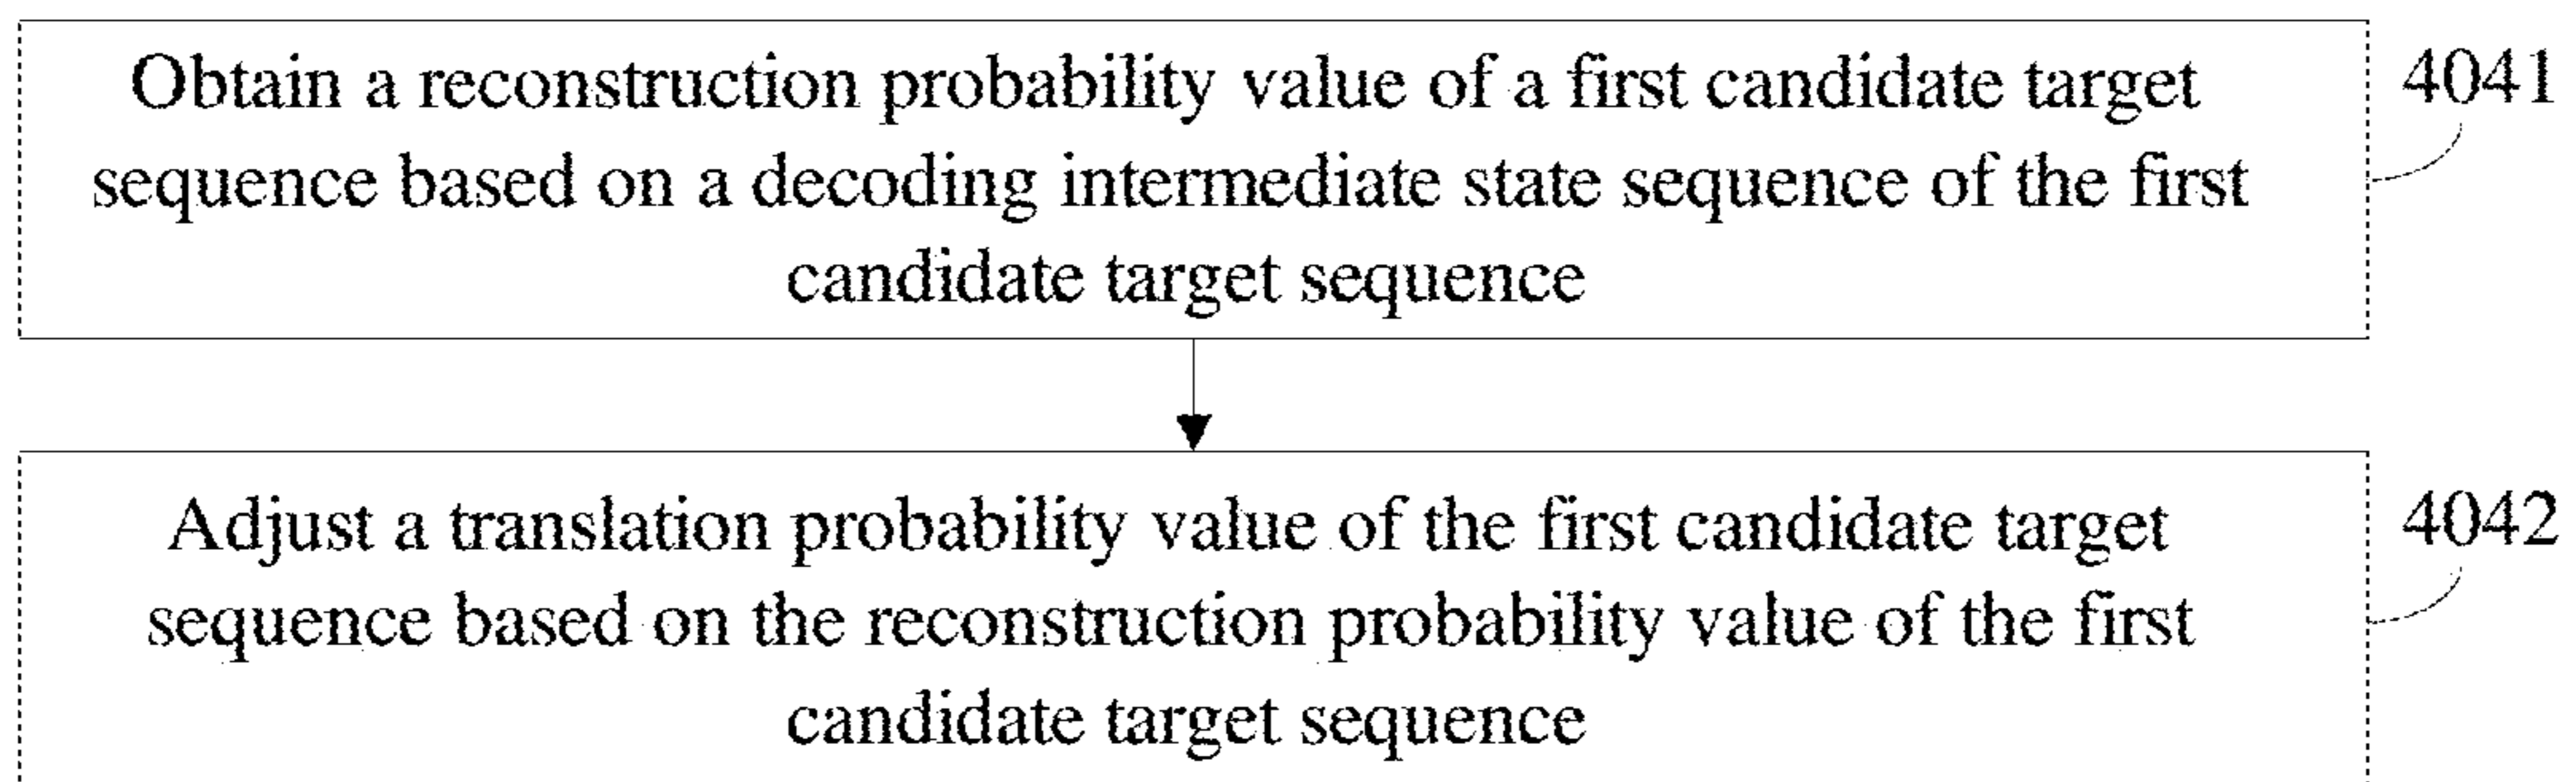 Obtain a reconstruction probability value of a first candidate target
sequence based on a decoding intermediate state sequence of the first
candidate target sequence
4041
Adjust a translation probability value of the first candidate target
sequence based on the reconstruction probability value of the first
candidate target sequence
4042